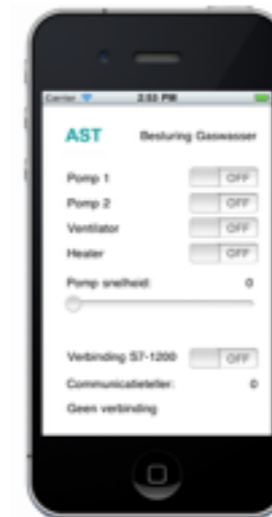 Carrier 2:53 PM
AST Besturing Gaswasser
Pomp 1 OFF
Pomp 2 OFF
Ventilator OFF
Heater OFF
Pomp snelheid: 0
Verbinding S7-1200 OFF
Communicatieteller: 0
Geen verbinding